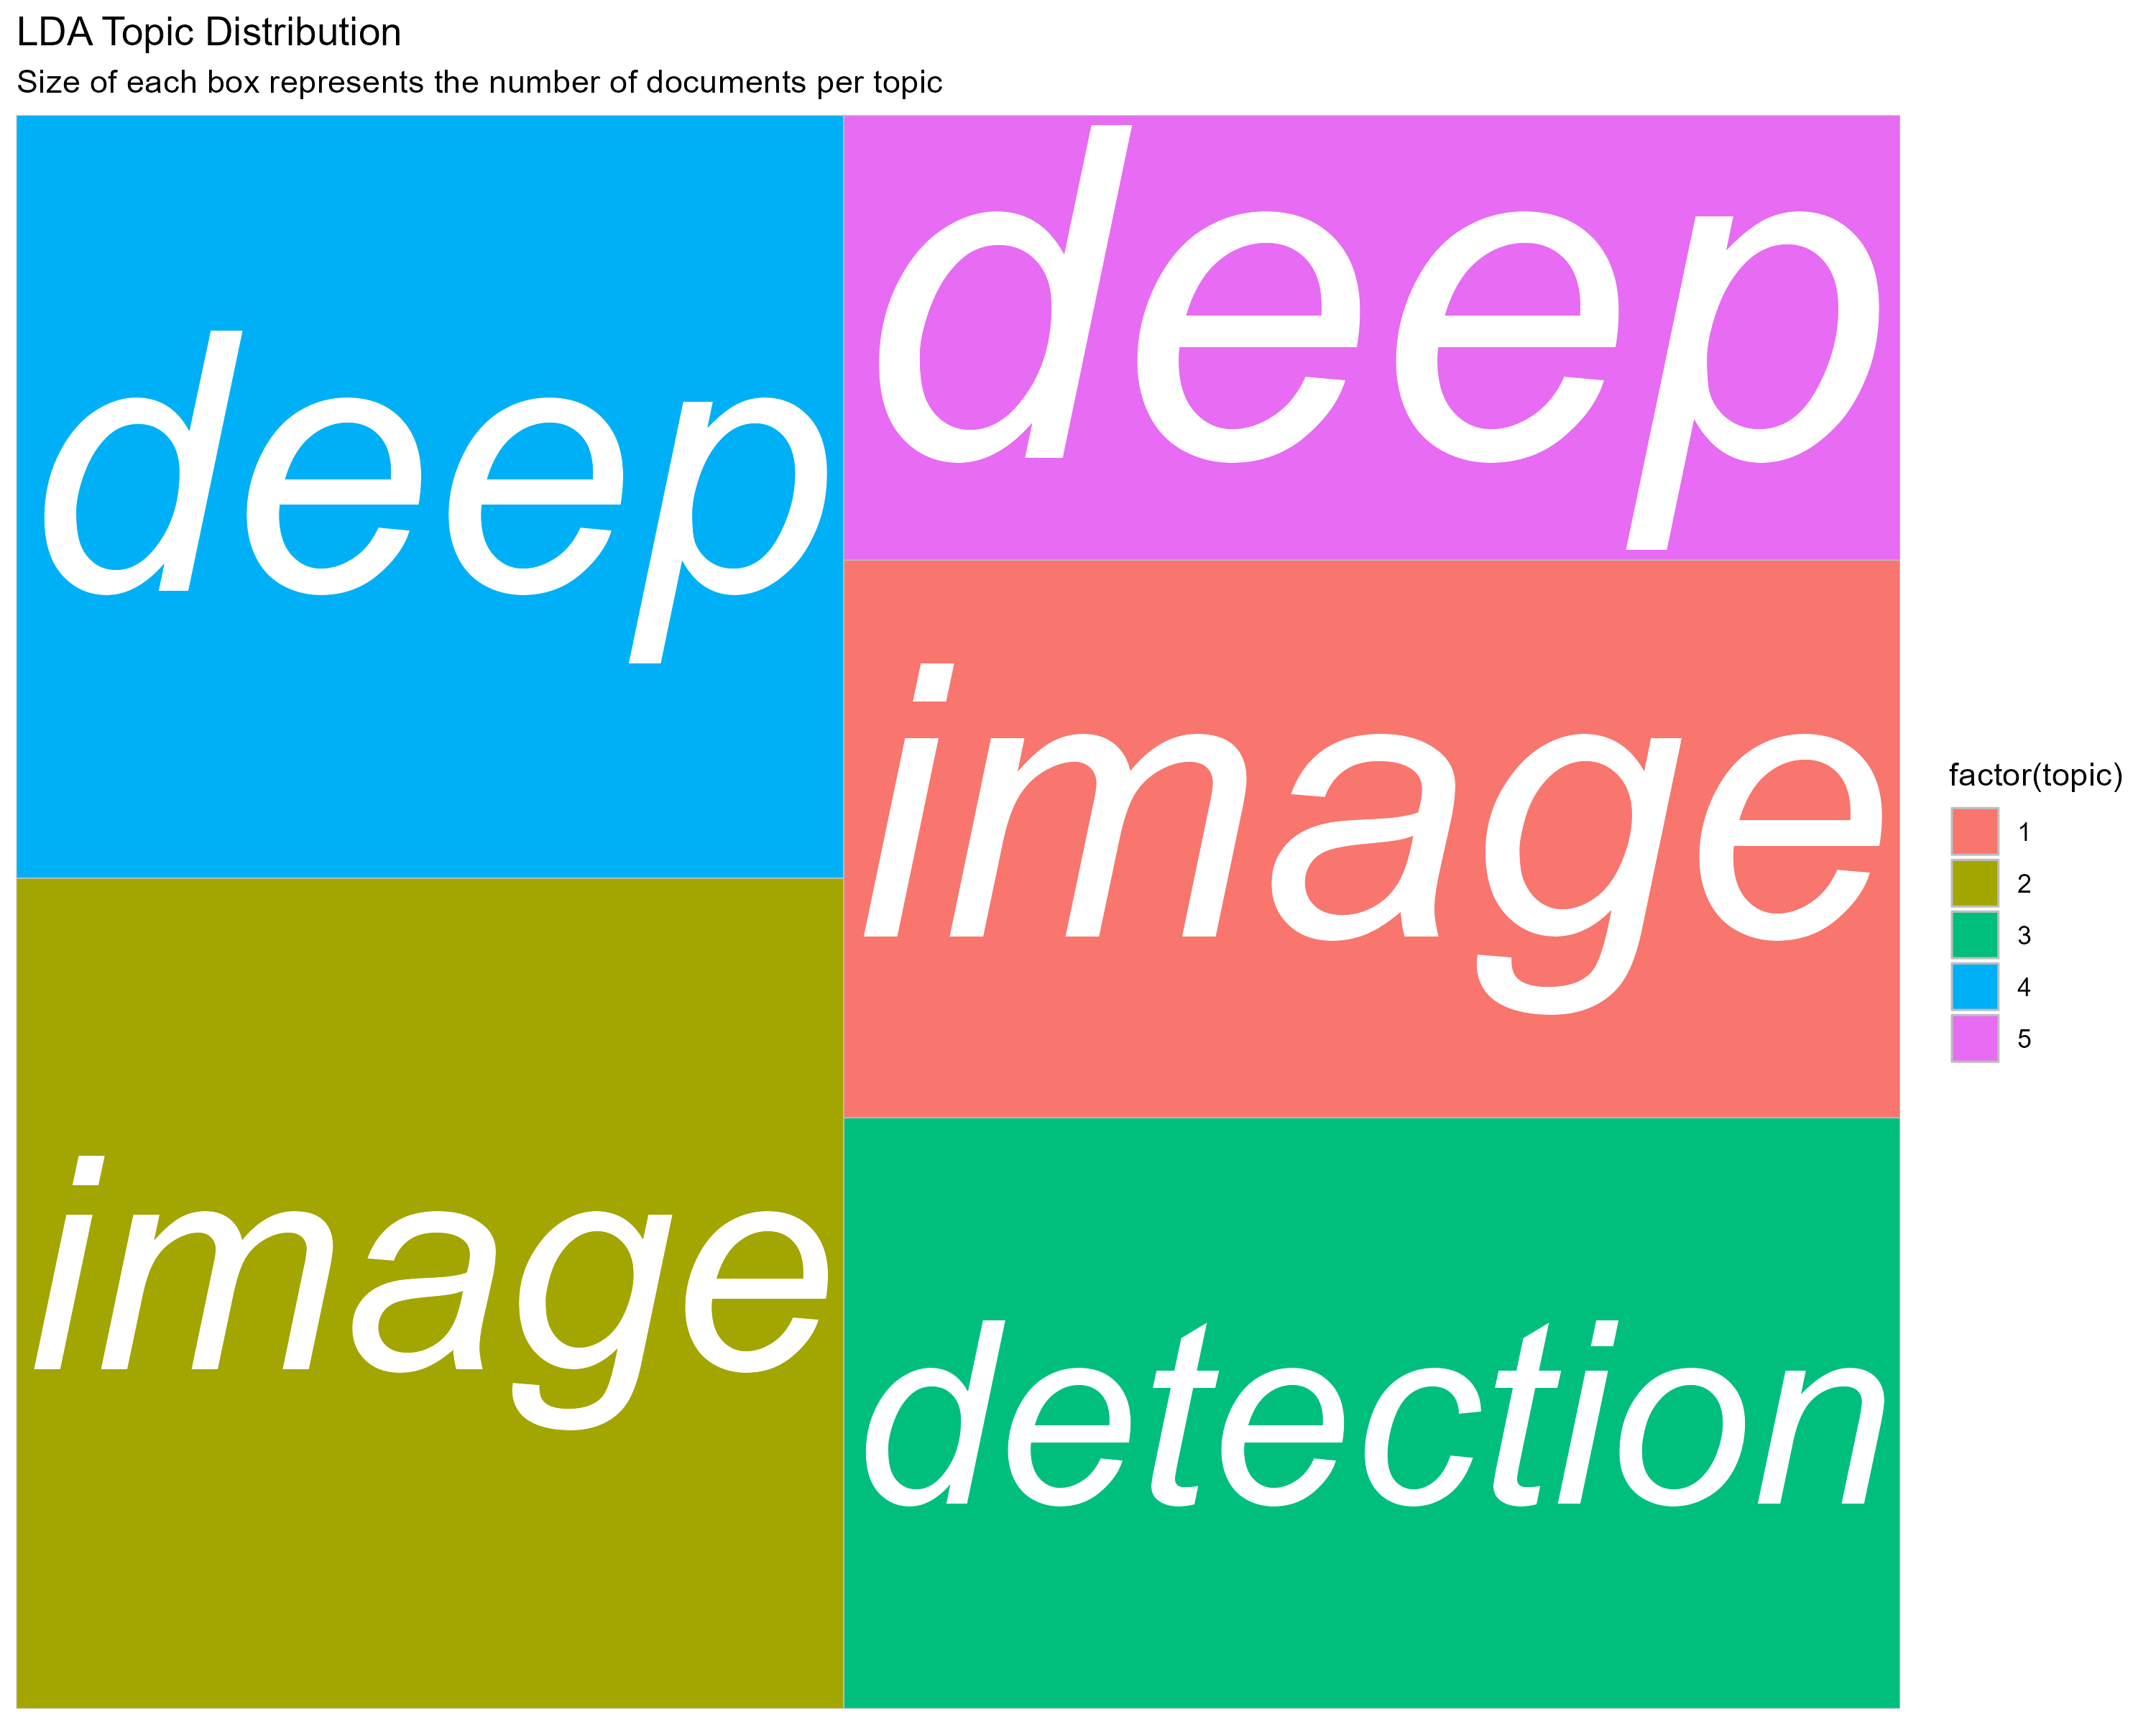 LDA Topic Distribution
Size of each box represents the number of documents per topic
deep
deep
image
image
detection
factor(topic)
1
2
3
4
5